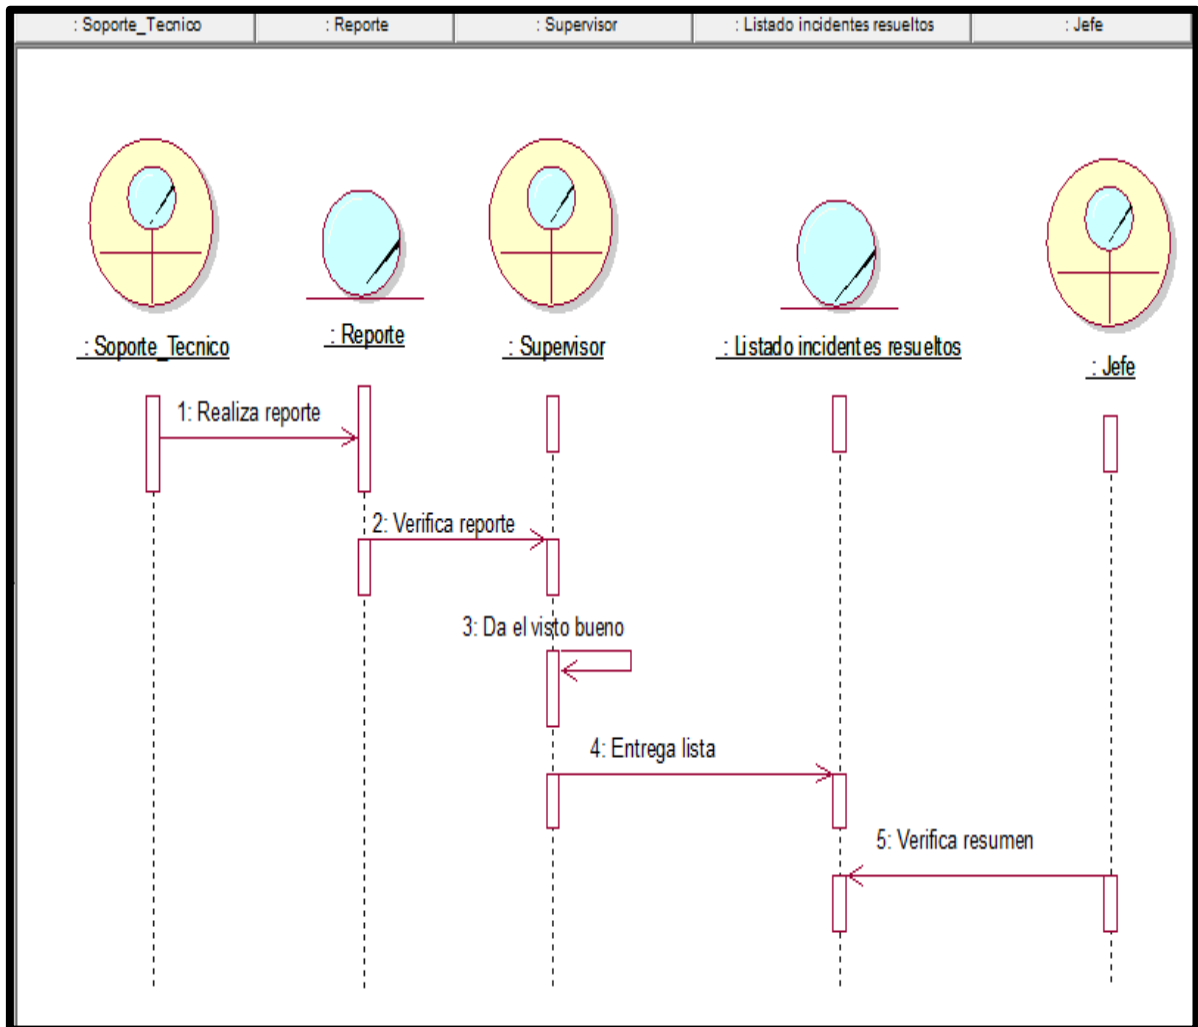 : Soporte_Tecnico
: Reporte
: Supervisor
: Listado incidentes resueltos
: Jefe
: Soporte_Tecnico
: Reporte
: Supervisor
: Listado incidentes resueltos
: Jefe
1: Realiza reporte
2: Verifica reporte
3: Da el visto bueno
4: Entrega lista
5: Verifica resumen